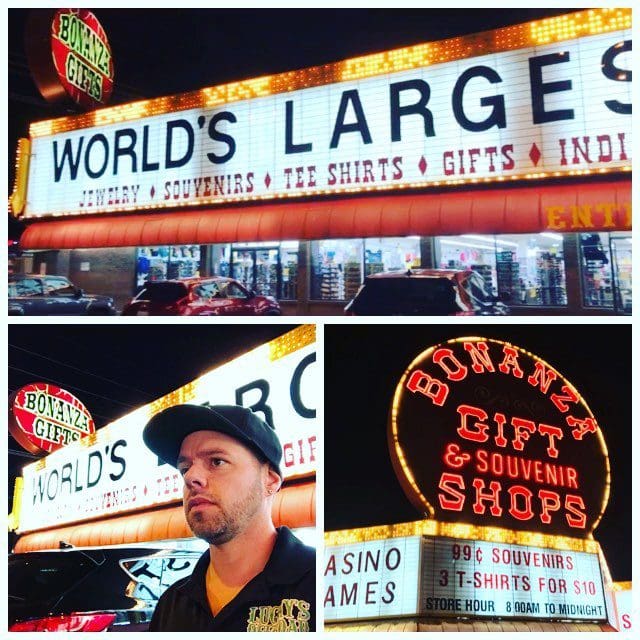 BONANZA
GIFTS
WORLD'S LARGES
JEWELRY ♦ SOUVENIRS ♦ TEE SHIRTS ♦ GIFTS ♦ INDI
ENT
BONANZA
GIFTS
WORLD'S
GIF
BONANZA
GIFT
& SOUVENIR
SHOPS
ASINO
AMES
99¢ SOUVENIRS
3 T-SHIRTS FOR $10
STORE HOUR 8:00AM TO MIDNIGHT